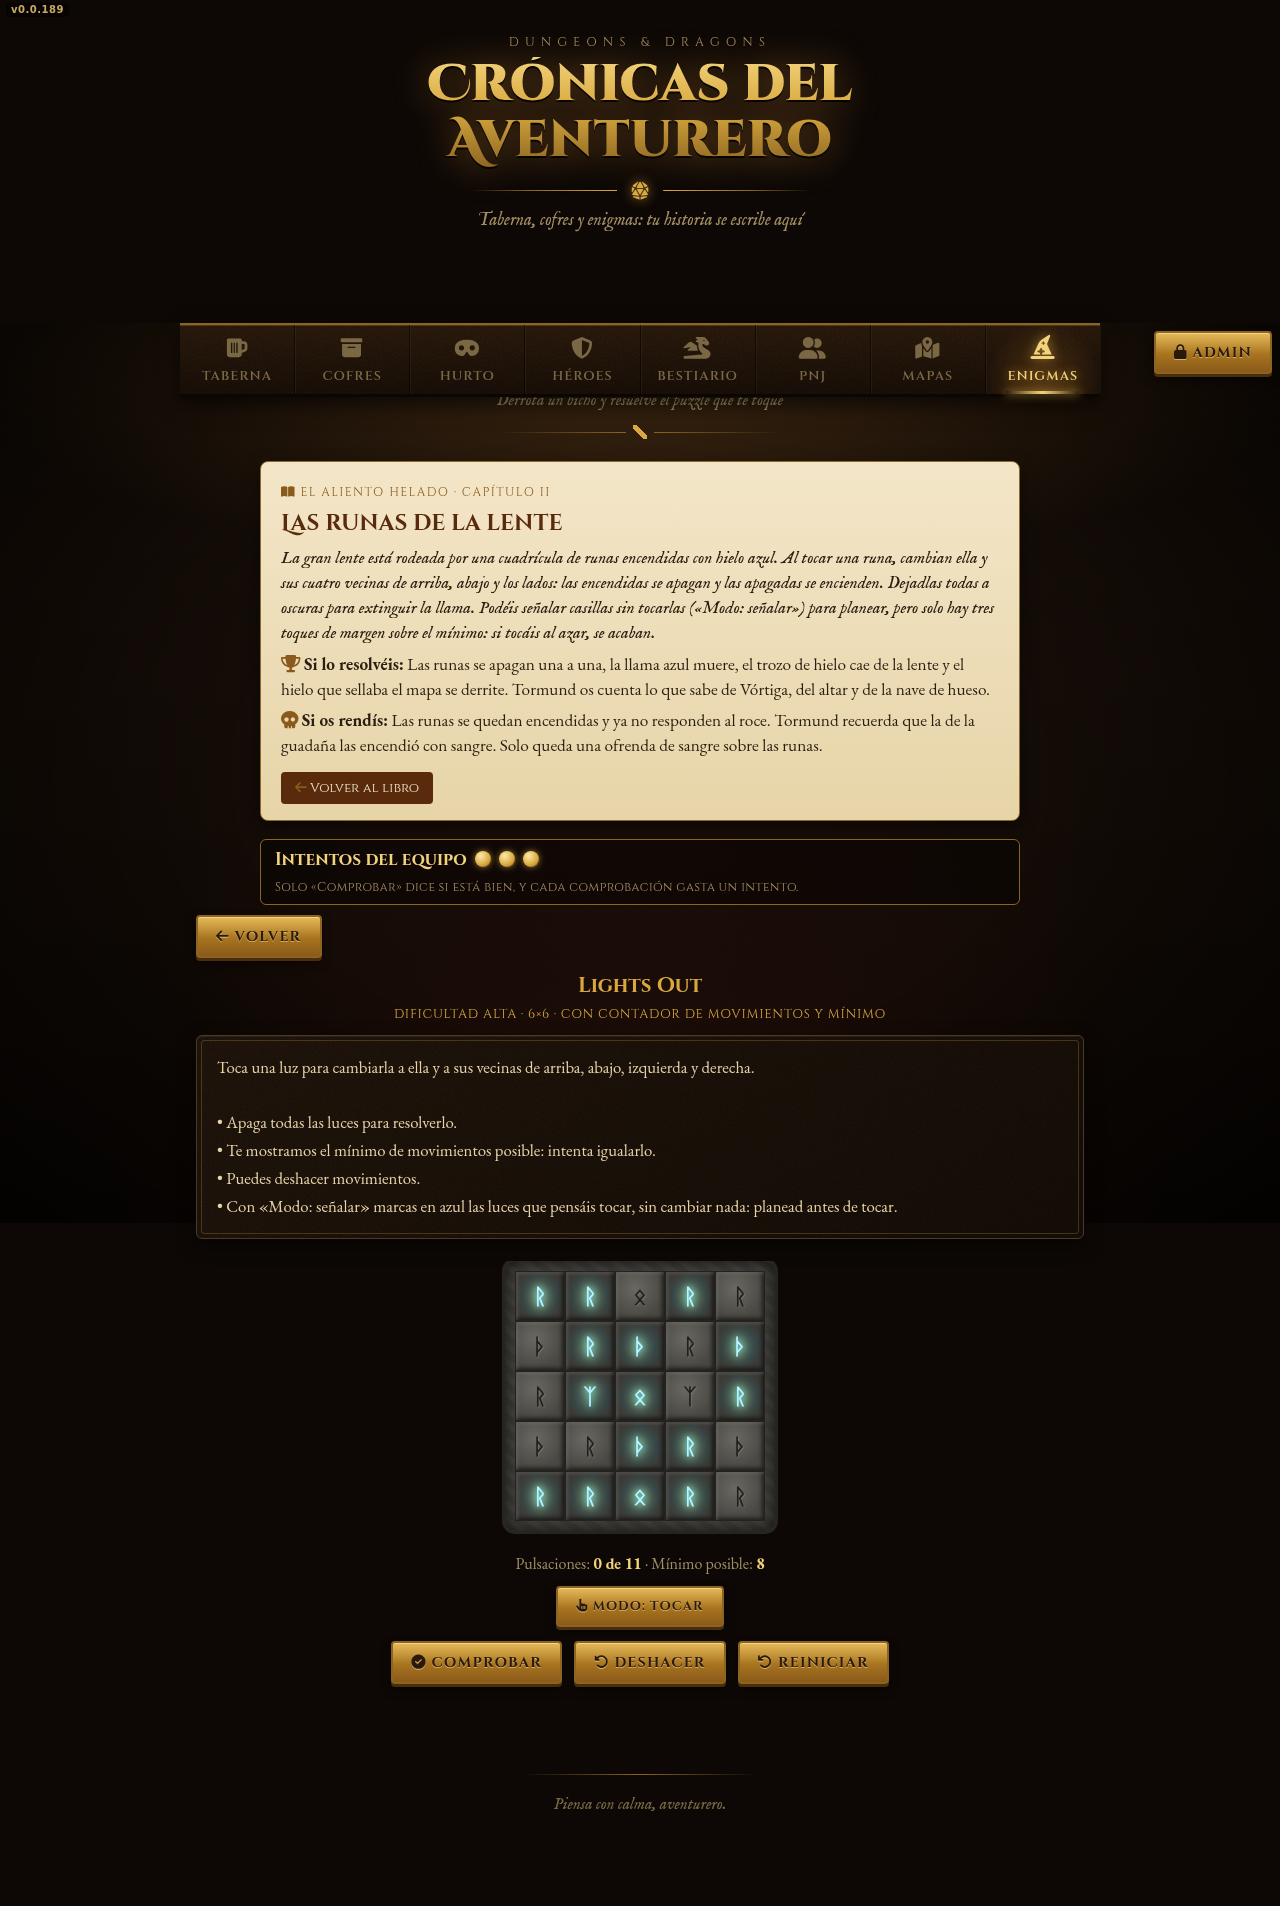 v0.0.189
DUNGEONS & DRAGONS
CRÓNICAS DEL
AVENTURERO
Taberna, cofres y enigmas: tu historia se escribe aquí
TABERNA
COFRES
HURTO
HÉROES
BESTIARIO
PNJ
MAPAS
ENIGMAS
ADMIN
Derrota un bicho y resuelve el puzzle que te toque
EL ALIENTO HELADO · CAPÍTULO II
LAS RUNAS DE LA LENTE
La gran lente está rodeada por una cuadrícula de runas encendidas con hielo azul. Al tocar una runa, cambian ella y
sus cuatro vecinas de arriba, abajo y los lados: las encendidas se apagan y las apagadas se encienden. Dejadlas todas a
oscuras para extinguir la llama. Podéis señalar casillas sin tocarlas («Modo: señalar») para planear, pero solo hay tres
toques de margen sobre el mínimo: si tocáis al azar, se acaban.
Si lo resolvéis: Las runas se apagan una a una, la llama azul muere, el trozo de hielo cae de la lente y el
hielo que sellaba el mapa se derrite. Tormund os cuenta lo que sabe de Vórtiga, del altar y de la nave de hueso.
Si os rendís: Las runas se quedan encendidas y ya no responden al roce. Tormund recuerda que la de la
guadaña las encendió con sangre. Solo queda una ofrenda de sangre sobre las runas.
← Volver al libro
Intentos del equipo
Solo «Comprobar» dice si está bien, y cada comprobación gasta un intento.
← VOLVER
Lights Out
DIFICULTAD ALTA · 6×6 · CON CONTADOR DE MOVIMIENTOS Y MÍNIMO
Toca una luz para cambiarla a ella y a sus vecinas de arriba, abajo, izquierda y derecha.
• Apaga todas las luces para resolverlo.
• Te mostramos el mínimo de movimientos posible: intenta igualarlo.
• Puedes deshacer movimientos.
• Con «Modo: señalar» marcas en azul las luces que pensáis tocar, sin cambiar nada: planead antes de tocar.
ᚱ ᚱ ᛟ ᚱ ᚱ
ᚦ ᚱ ᚦ ᚱ ᚦ
ᚱ ᛉ ᛟ ᛉ ᚱ
ᚦ ᚱ ᚦ ᚱ ᚦ
ᚱ ᚱ ᛟ ᚱ ᚱ
Pulsaciones: 0 de 11 · Mínimo posible: 8
MODO: TOCAR
COMPROBAR
DESHACER
REINICIAR
Piensa con calma, aventurero.